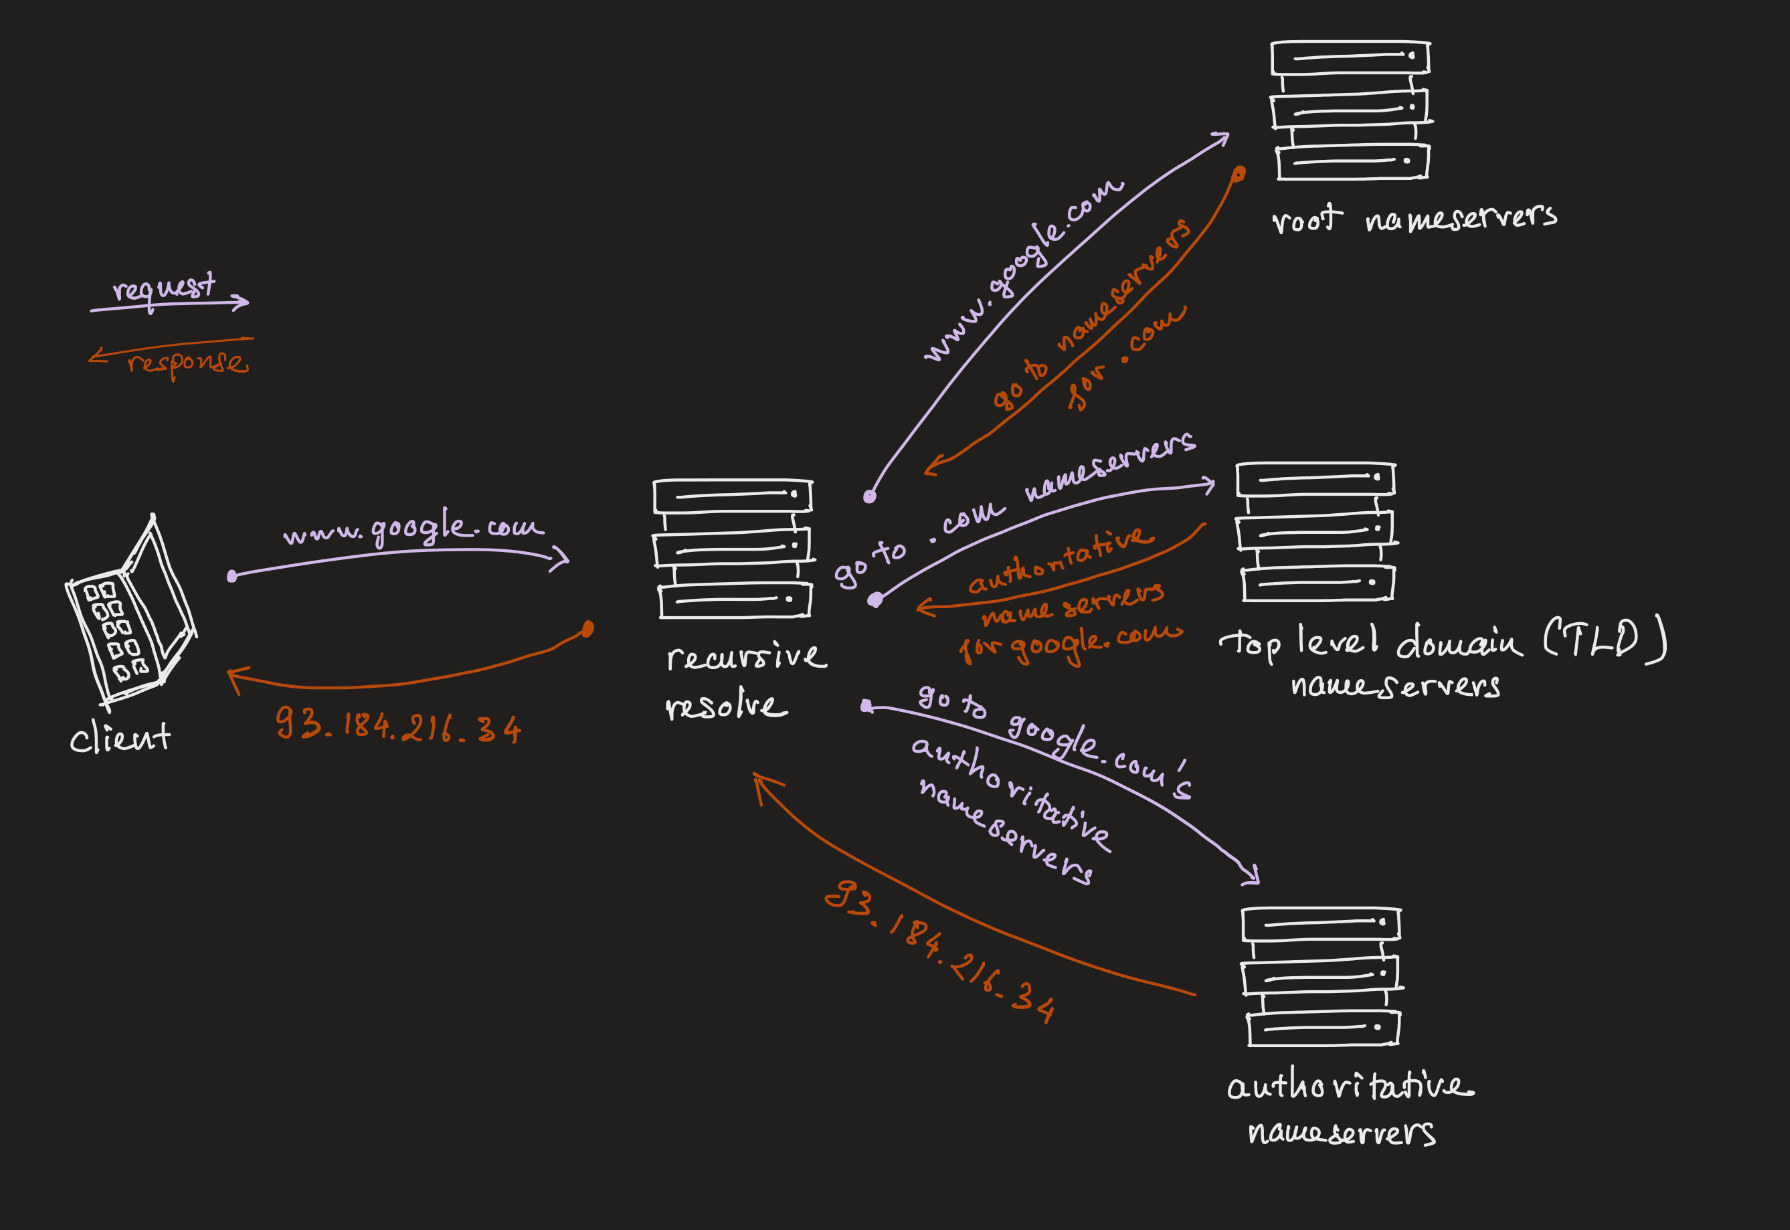 root nameservers
www.google.com
go to nameservers
for .com
request
response
go to .com nameservers
authoritative
name servers
for google.com
top level domain (TLD)
nameservers
www.google.com
recursive
resolve
93.184.216.34
client
go to google.com's
authoritative
nameservers
93.184.216.34
authoritative
nameservers